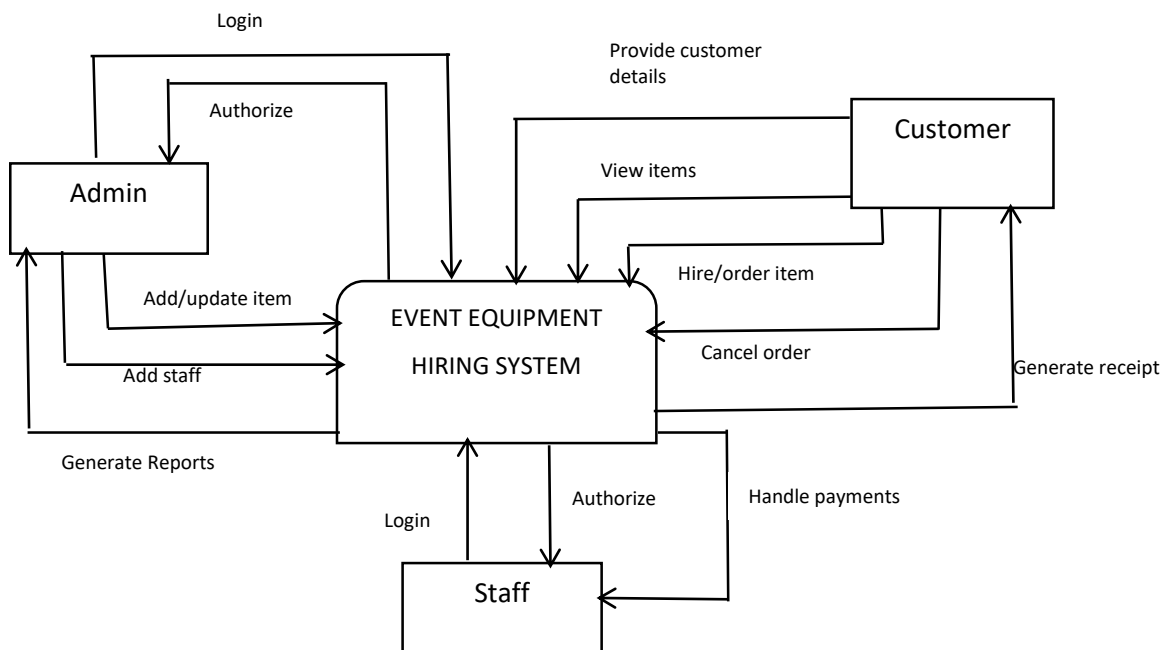 Login
Provide customer
details
Authorize
Customer
View items
Admin
Hire/order item
Add/update item
EVENT EQUIPMENT
HIRING SYSTEM
Cancel order
Add staff
Generate receipt
Generate Reports
Authorize
Handle payments
Login
Staff